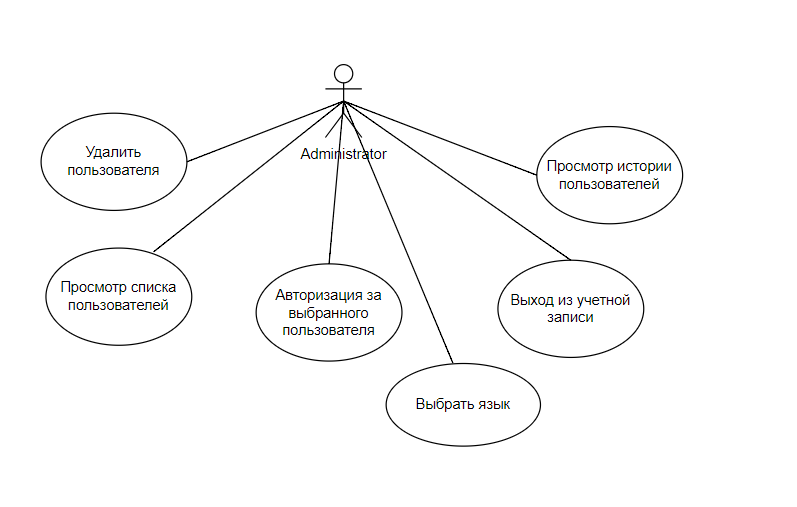 Administrator
Удалить
пользователя
Просмотр истории
пользователей
Просмотр списка
пользователей
Авторизация за
выбранного
пользователя
Выход из учетной
записи
Выбрать язык